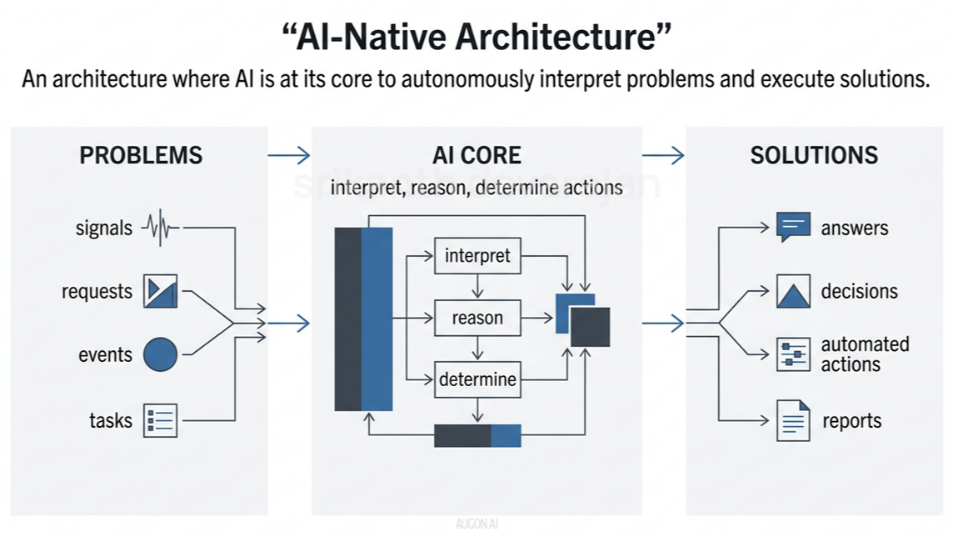 “AI-Native Architecture”
An architecture where AI is at its core to autonomously interpret problems and execute solutions.
PROBLEMS
signals
requests
events
tasks
AI CORE
interpret, reason, determine actions
interpret
reason
determine
SOLUTIONS
answers
decisions
automated
actions
reports
AUGON.AI